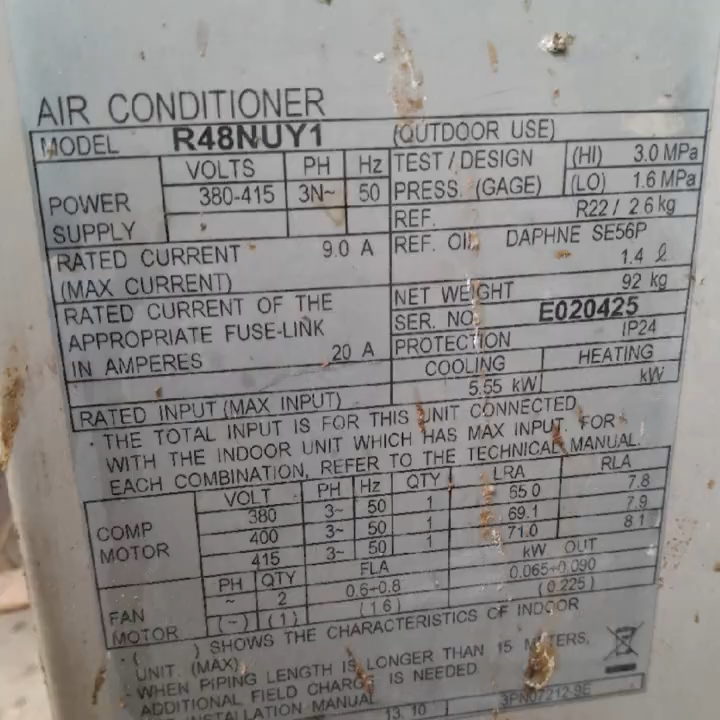 AIR CONDITIONER
MODEL R48NUY1 (OUTDOOR USE)
POWER SUPPLY
VOLTS PH Hz
380-415 3N~ 50
TEST / DESIGN PRESS. (GAGE) (HI) 3.0 MPa
(LO) 1.6 MPa
REF. R22 / 2.6 kg
RATED CURRENT 9.0 A
(MAX CURRENT)
REF. OIL DAPHNE SE56P
1.4 ℓ
RATED CURRENT OF THE
APPROPRIATE FUSE-LINK
IN AMPERES 20 A
NET WEIGHT 92 kg
SER. NO. E020425
PROTECTION IP24
COOLING HEATING
RATED INPUT (MAX INPUT) 5.55 kW kW
· THE TOTAL INPUT IS FOR THIS UNIT CONNECTED
WITH THE INDOOR UNIT WHICH HAS MAX INPUT. FOR
EACH COMBINATION, REFER TO THE TECHNICAL MANUAL.
COMP MOTOR
VOLT PH Hz QTY LRA RLA
380 3~ 50 1 65.0 7.8
400 3~ 50 1 69.1 7.9
415 3~ 50 1 71.0 8.1
FAN MOTOR
PH QTY FLA kW OUT
~ 2 0.6+0.8 0.065+0.090
(~) (1) (1.6) (0.225)
· ( ) SHOWS THE CHARACTERISTICS OF INDOOR
UNIT. (MAX)
· WHEN PIPING LENGTH IS LONGER THAN 15 METERS,
ADDITIONAL FIELD CHARGE IS NEEDED.
INSTALLATION MANUAL
13. 10 3PN07212-9E